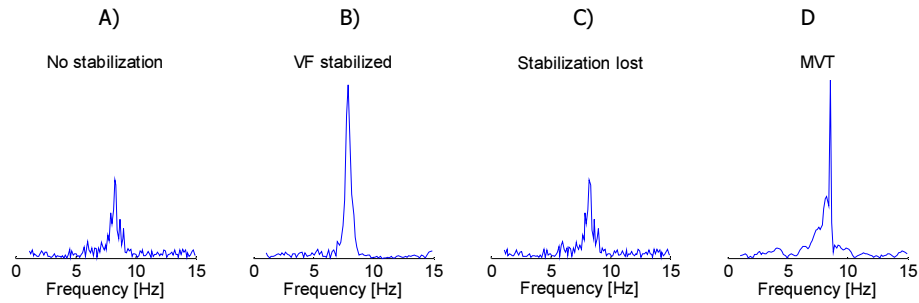 A) B) C) D
No stabilization VF stabilized Stabilization lost MVT
0 5 10 15 0 5 10 15 0 5 10 15 0 5 10 15
Frequency [Hz] Frequency [Hz] Frequency [Hz] Frequency [Hz]